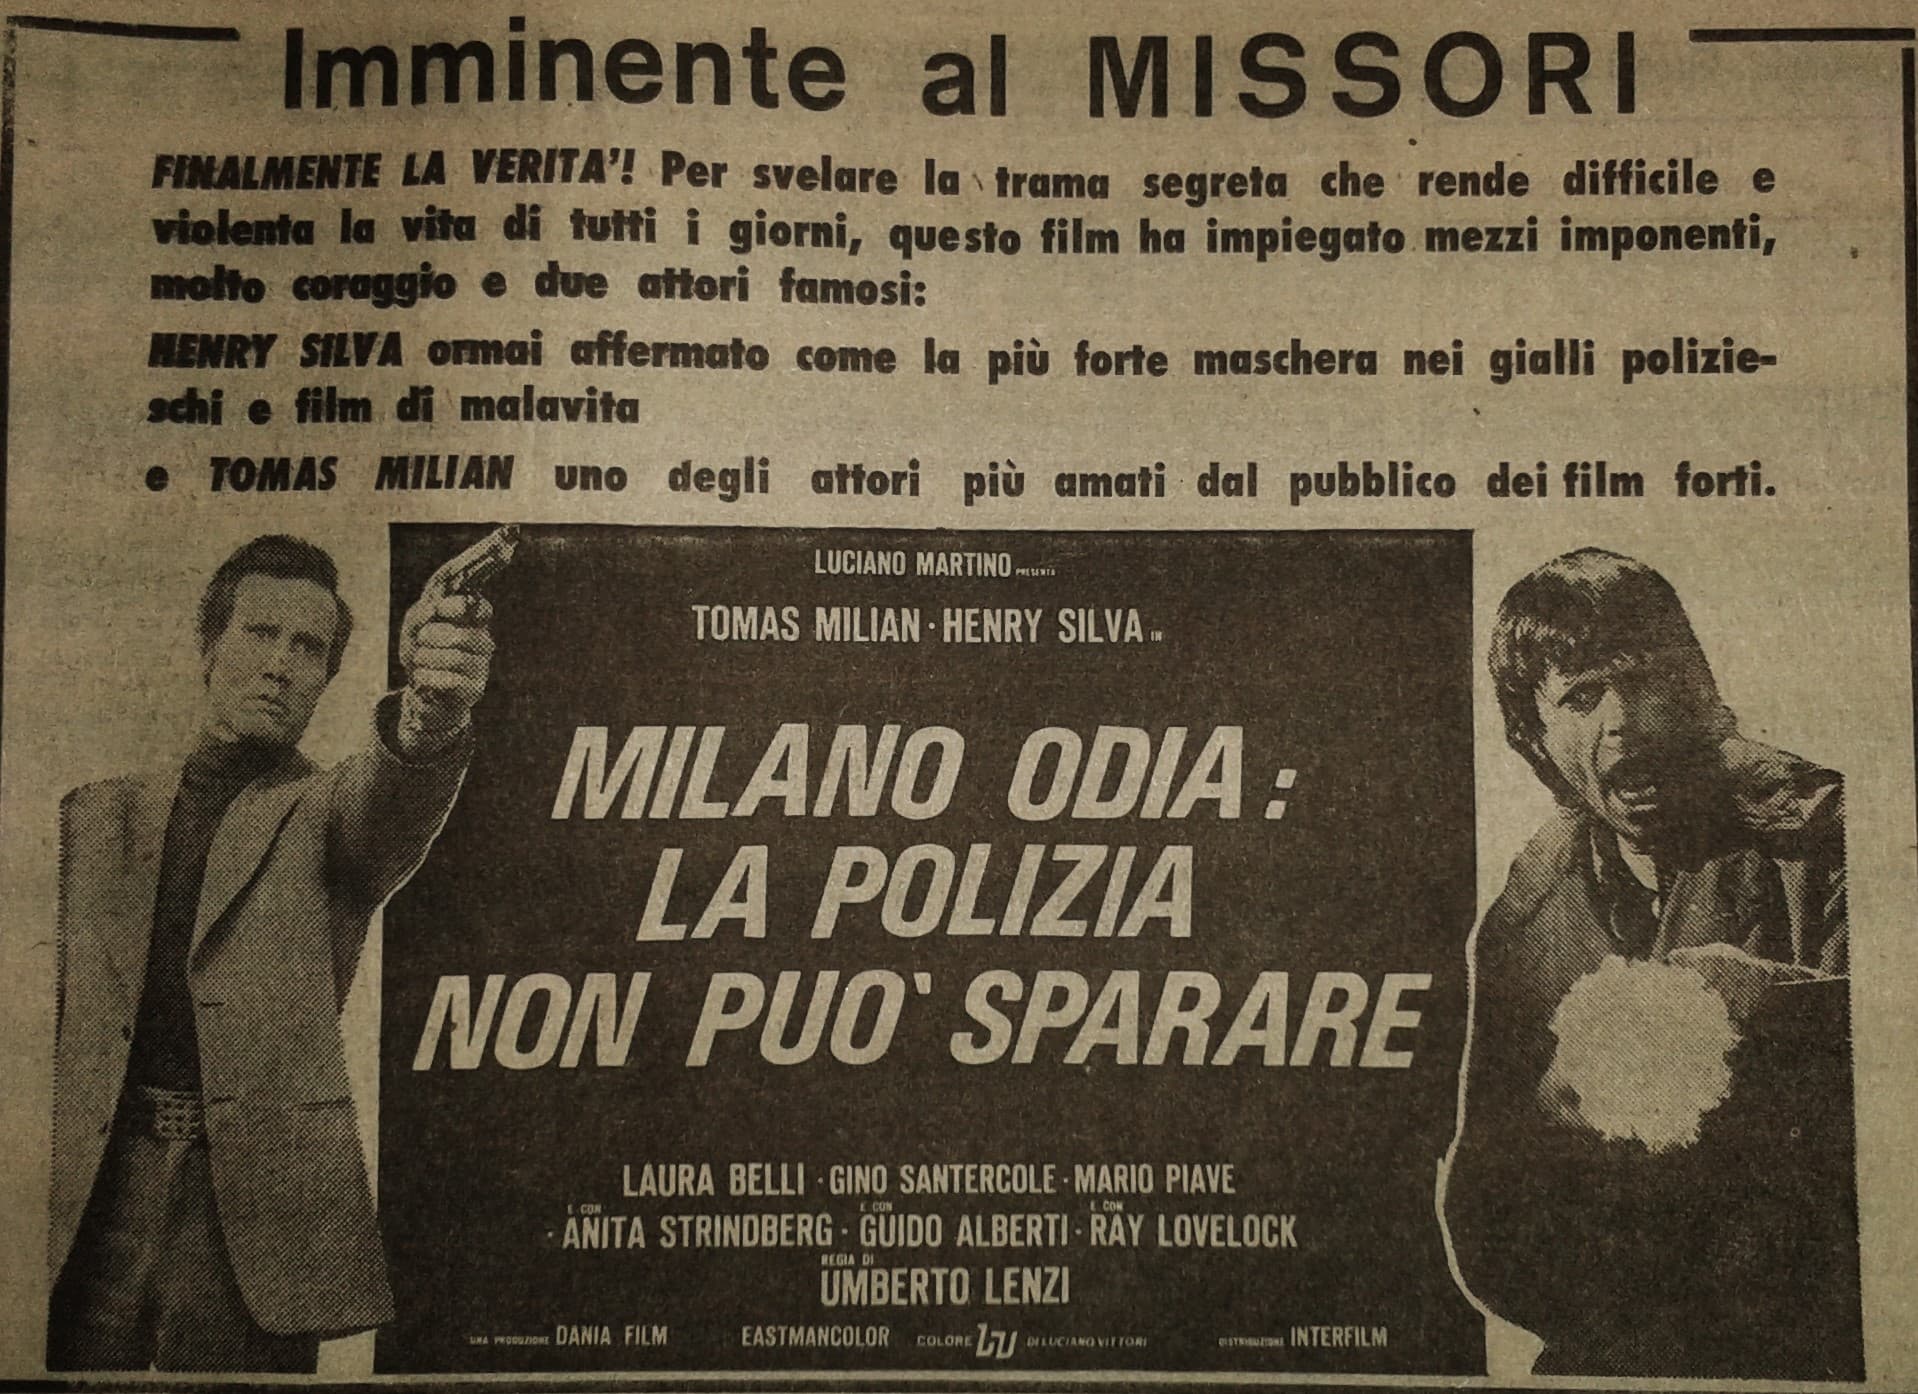 Imminente al MISSORI
FINALMENTE LA VERITA'! Per svelare la trama segreta che rende difficile e
violenta la vita di tutti i giorni, questo film ha impiegato mezzi imponenti,
molto coraggio e due attori famosi:
HENRY SILVA ormai affermato come la più forte maschera nei gialli polizie-
schi e film di malavita
e TOMAS MILIAN uno degli attori più amati dal pubblico dei film forti.
LUCIANO MARTINO PRESENTA
TOMAS MILIAN · HENRY SILVA IN
MILANO ODIA:
LA POLIZIA
NON PUO' SPARARE
LAURA BELLI · GINO SANTERCOLE · MARIO PIAVE
E CON E CON E CON
· ANITA STRINDBERG · GUIDO ALBERTI · RAY LOVELOCK
REGIA DI
UMBERTO LENZI
UNA PRODUZIONE DANIA FILM EASTMANCOLOR COLORE LV DI LUCIANO VITTORI DISTRIBUZIONE INTERFILM